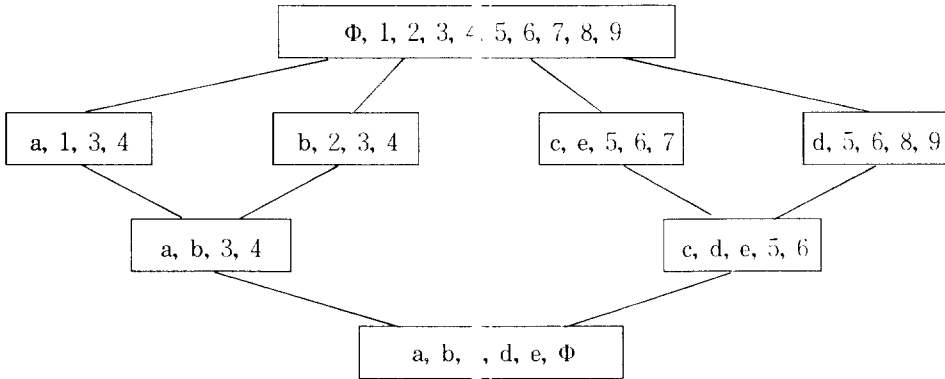 Φ, 1, 2, 3, 4, 5, 6, 7, 8, 9
a, 1, 3, 4
b, 2, 3, 4
c, e, 5, 6, 7
d, 5, 6, 8, 9
a, b, 3, 4
c, d, e, 5, 6
a, b, , d, e, Φ